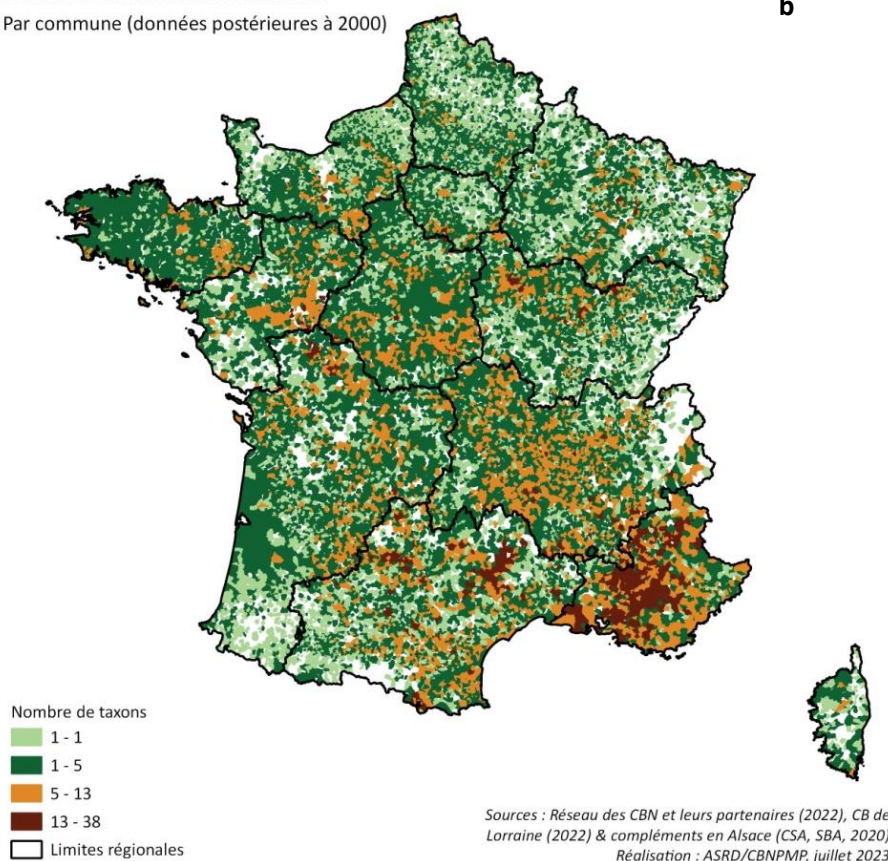 b
Par commune (données postérieures à 2000)
Nombre de taxons
1 - 1
1 - 5
5 - 13
13 - 38
Limites régionales
Sources : Réseau des CBN et leurs partenaires (2022), CB de
Lorraine (2022) & compléments en Alsace (CSA, SBA, 2020)
Réalisation : ASRD/CBNPMP, juillet 2023